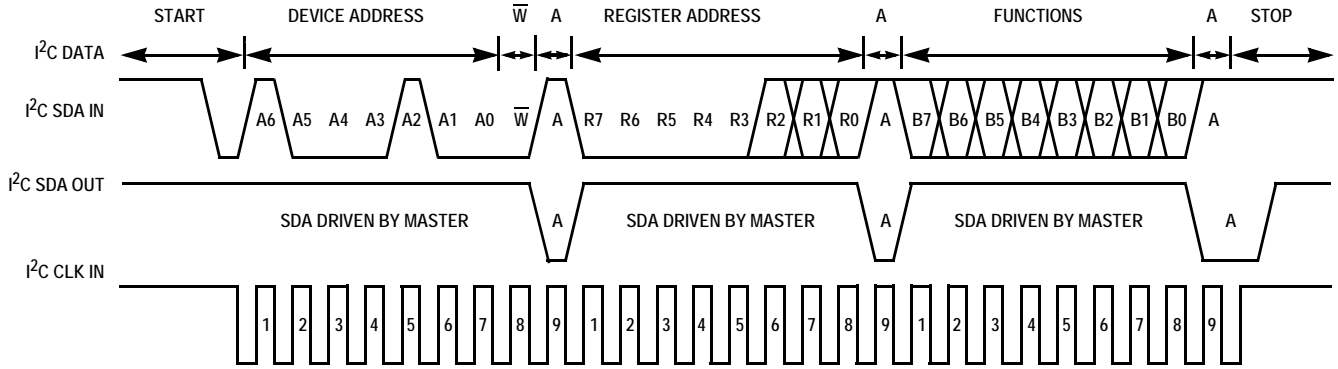 START DEVICE ADDRESS W̅ A REGISTER ADDRESS A FUNCTIONS A STOP
I²C DATA
I²C SDA IN A6 A5 A4 A3 A2 A1 A0 W̅ A R7 R6 R5 R4 R3 R2 R1 R0 A B7 B6 B5 B4 B3 B2 B1 B0 A
I²C SDA OUT
SDA DRIVEN BY MASTER A SDA DRIVEN BY MASTER A SDA DRIVEN BY MASTER A
I²C CLK IN
1 2 3 4 5 6 7 8 9 1 2 3 4 5 6 7 8 9 1 2 3 4 5 6 7 8 9